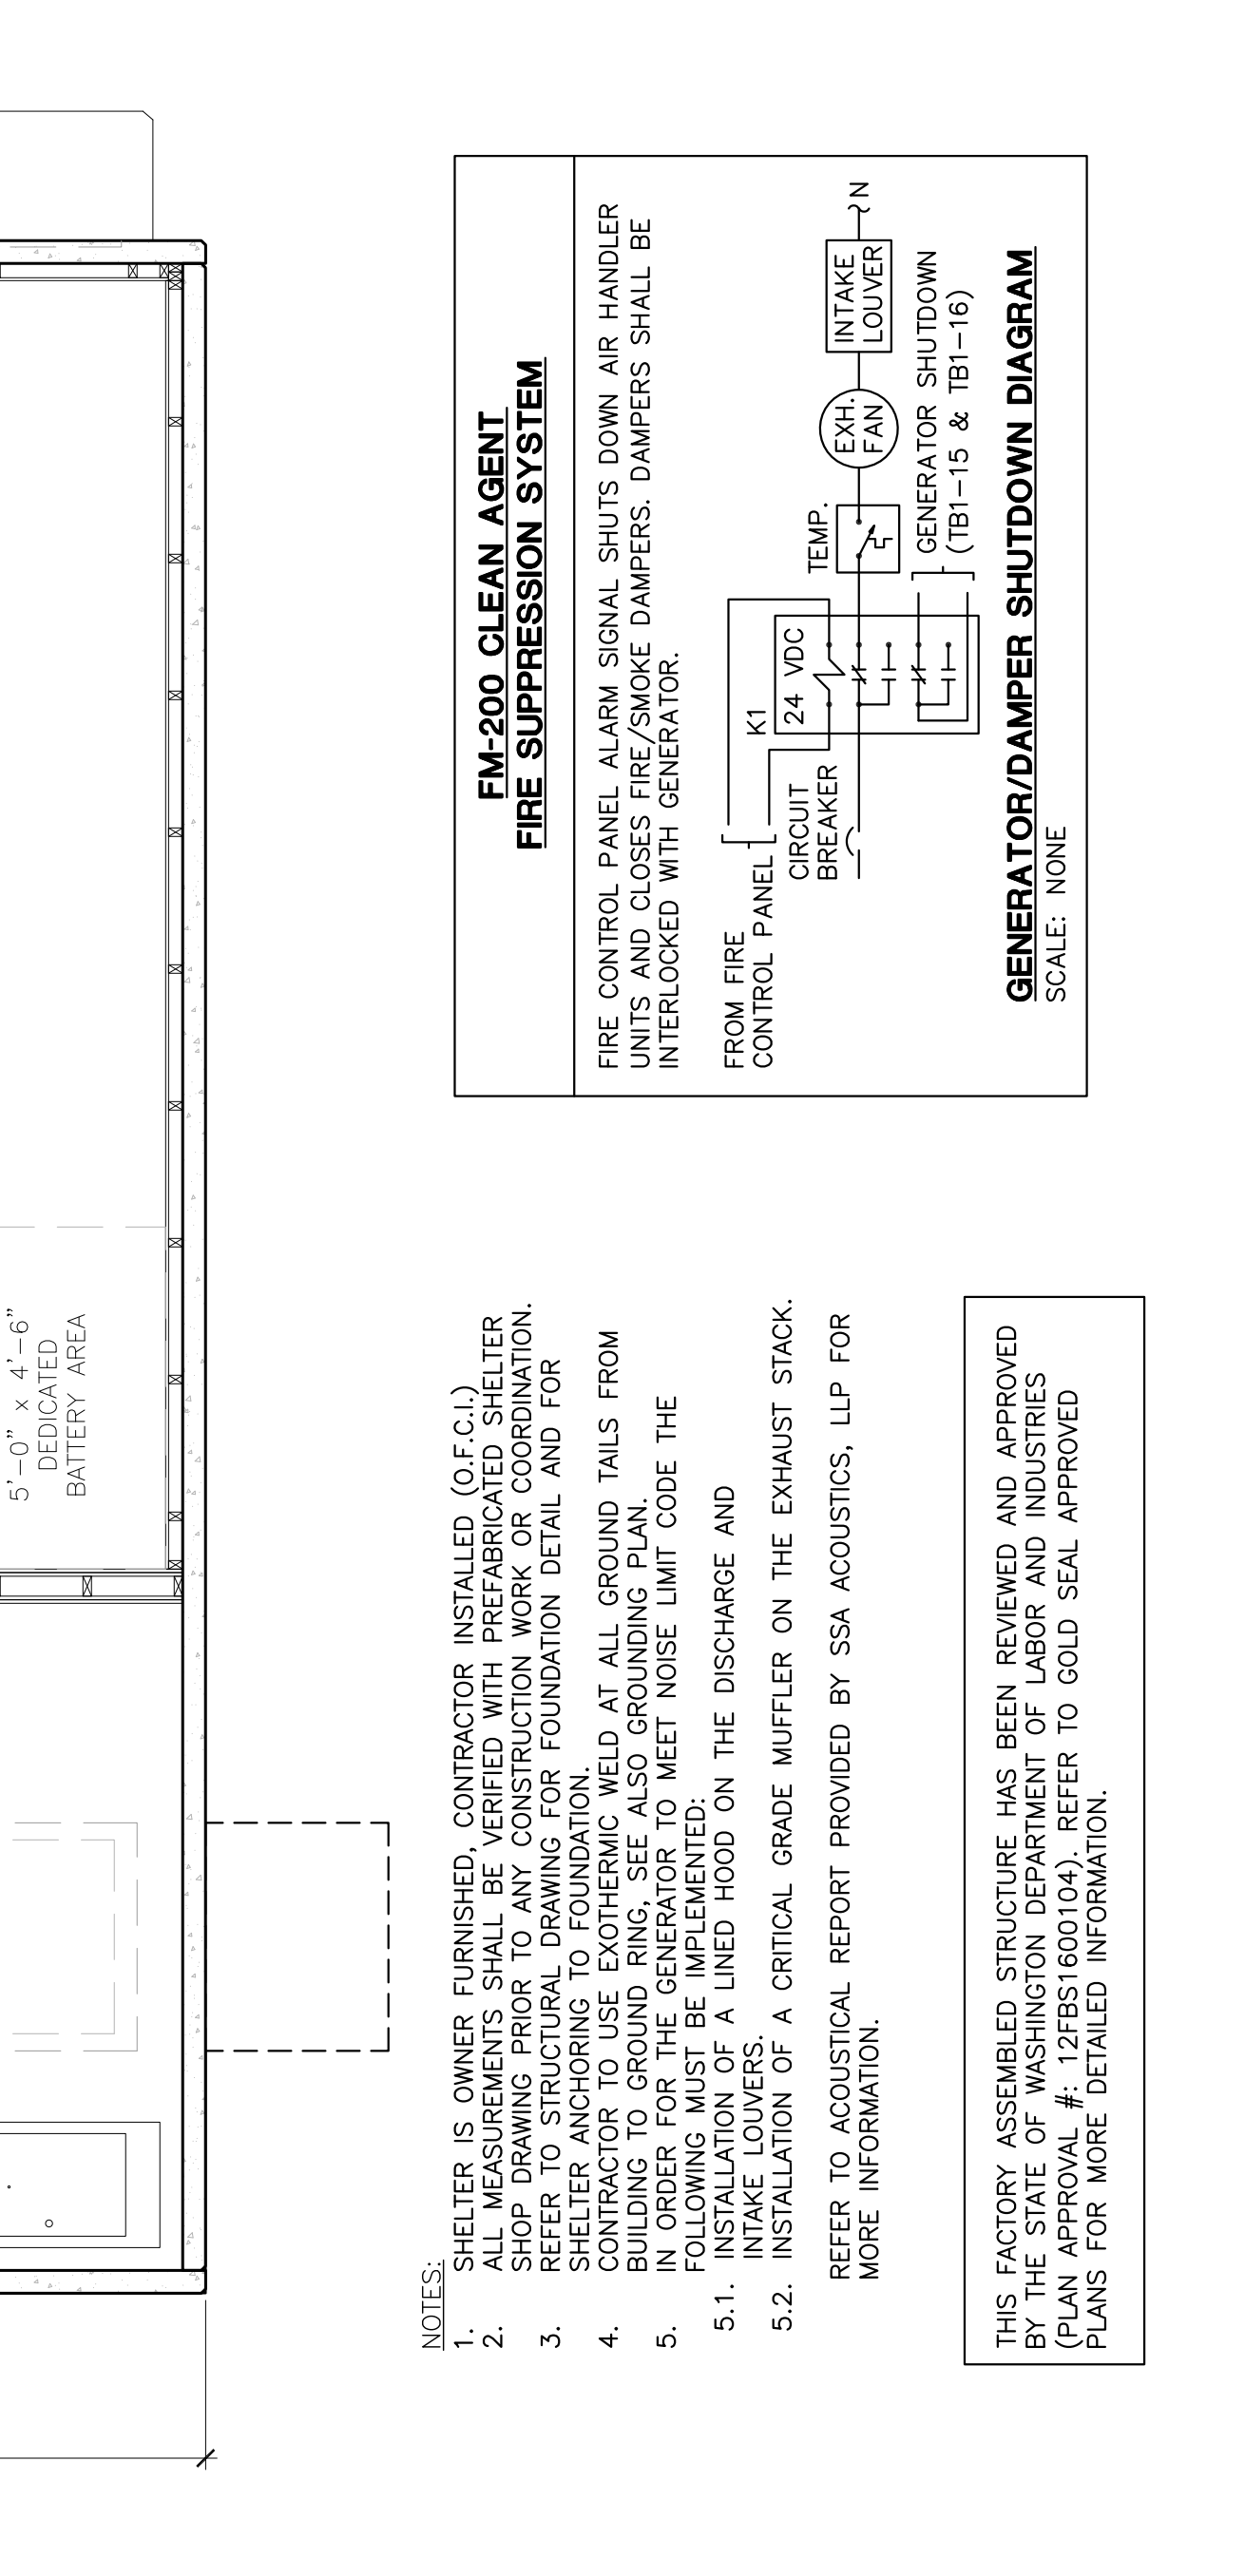 5'-0" x 4'-6"
DEDICATED
BATTERY AREA
NOTES:
1. SHELTER IS OWNER FURNISHED, CONTRACTOR INSTALLED (O.F.C.I.)
2. ALL MEASUREMENTS SHALL BE VERIFIED WITH PREFABRICATED SHELTER
SHOP DRAWING PRIOR TO ANY CONSTRUCTION WORK OR COORDINATION.
3. REFER TO STRUCTURAL DRAWING FOR FOUNDATION DETAIL AND FOR
SHELTER ANCHORING TO FOUNDATION.
4. CONTRACTOR TO USE EXOTHERMIC WELD AT ALL GROUND TAILS FROM
BUILDING TO GROUND RING, SEE ALSO GROUNDING PLAN.
5. IN ORDER FOR THE GENERATOR TO MEET NOISE LIMIT CODE THE
FOLLOWING MUST BE IMPLEMENTED:
5.1. INSTALLATION OF A LINED HOOD ON THE DISCHARGE AND
INTAKE LOUVERS.
5.2. INSTALLATION OF A CRITICAL GRADE MUFFLER ON THE EXHAUST STACK.
REFER TO ACOUSTICAL REPORT PROVIDED BY SSA ACOUSTICS, LLP FOR
MORE INFORMATION.
THIS FACTORY ASSEMBLED STRUCTURE HAS BEEN REVIEWED AND APPROVED
BY THE STATE OF WASHINGTON DEPARTMENT OF LABOR AND INDUSTRIES
(PLAN APPROVAL #: 12FBS1600104). REFER TO GOLD SEAL APPROVED
PLANS FOR MORE DETAILED INFORMATION.
FM-200 CLEAN AGENT
FIRE SUPPRESSION SYSTEM
FIRE CONTROL PANEL ALARM SIGNAL SHUTS DOWN AIR HANDLER
UNITS AND CLOSES FIRE/SMOKE DAMPERS. DAMPERS SHALL BE
INTERLOCKED WITH GENERATOR.
FROM FIRE
CONTROL PANEL
CIRCUIT
BREAKER
K1
24 VDC
TEMP.
EXH.
FAN
INTAKE
LOUVER
N
GENERATOR SHUTDOWN
(TB1-15 & TB1-16)
GENERATOR/DAMPER SHUTDOWN DIAGRAM
SCALE: NONE